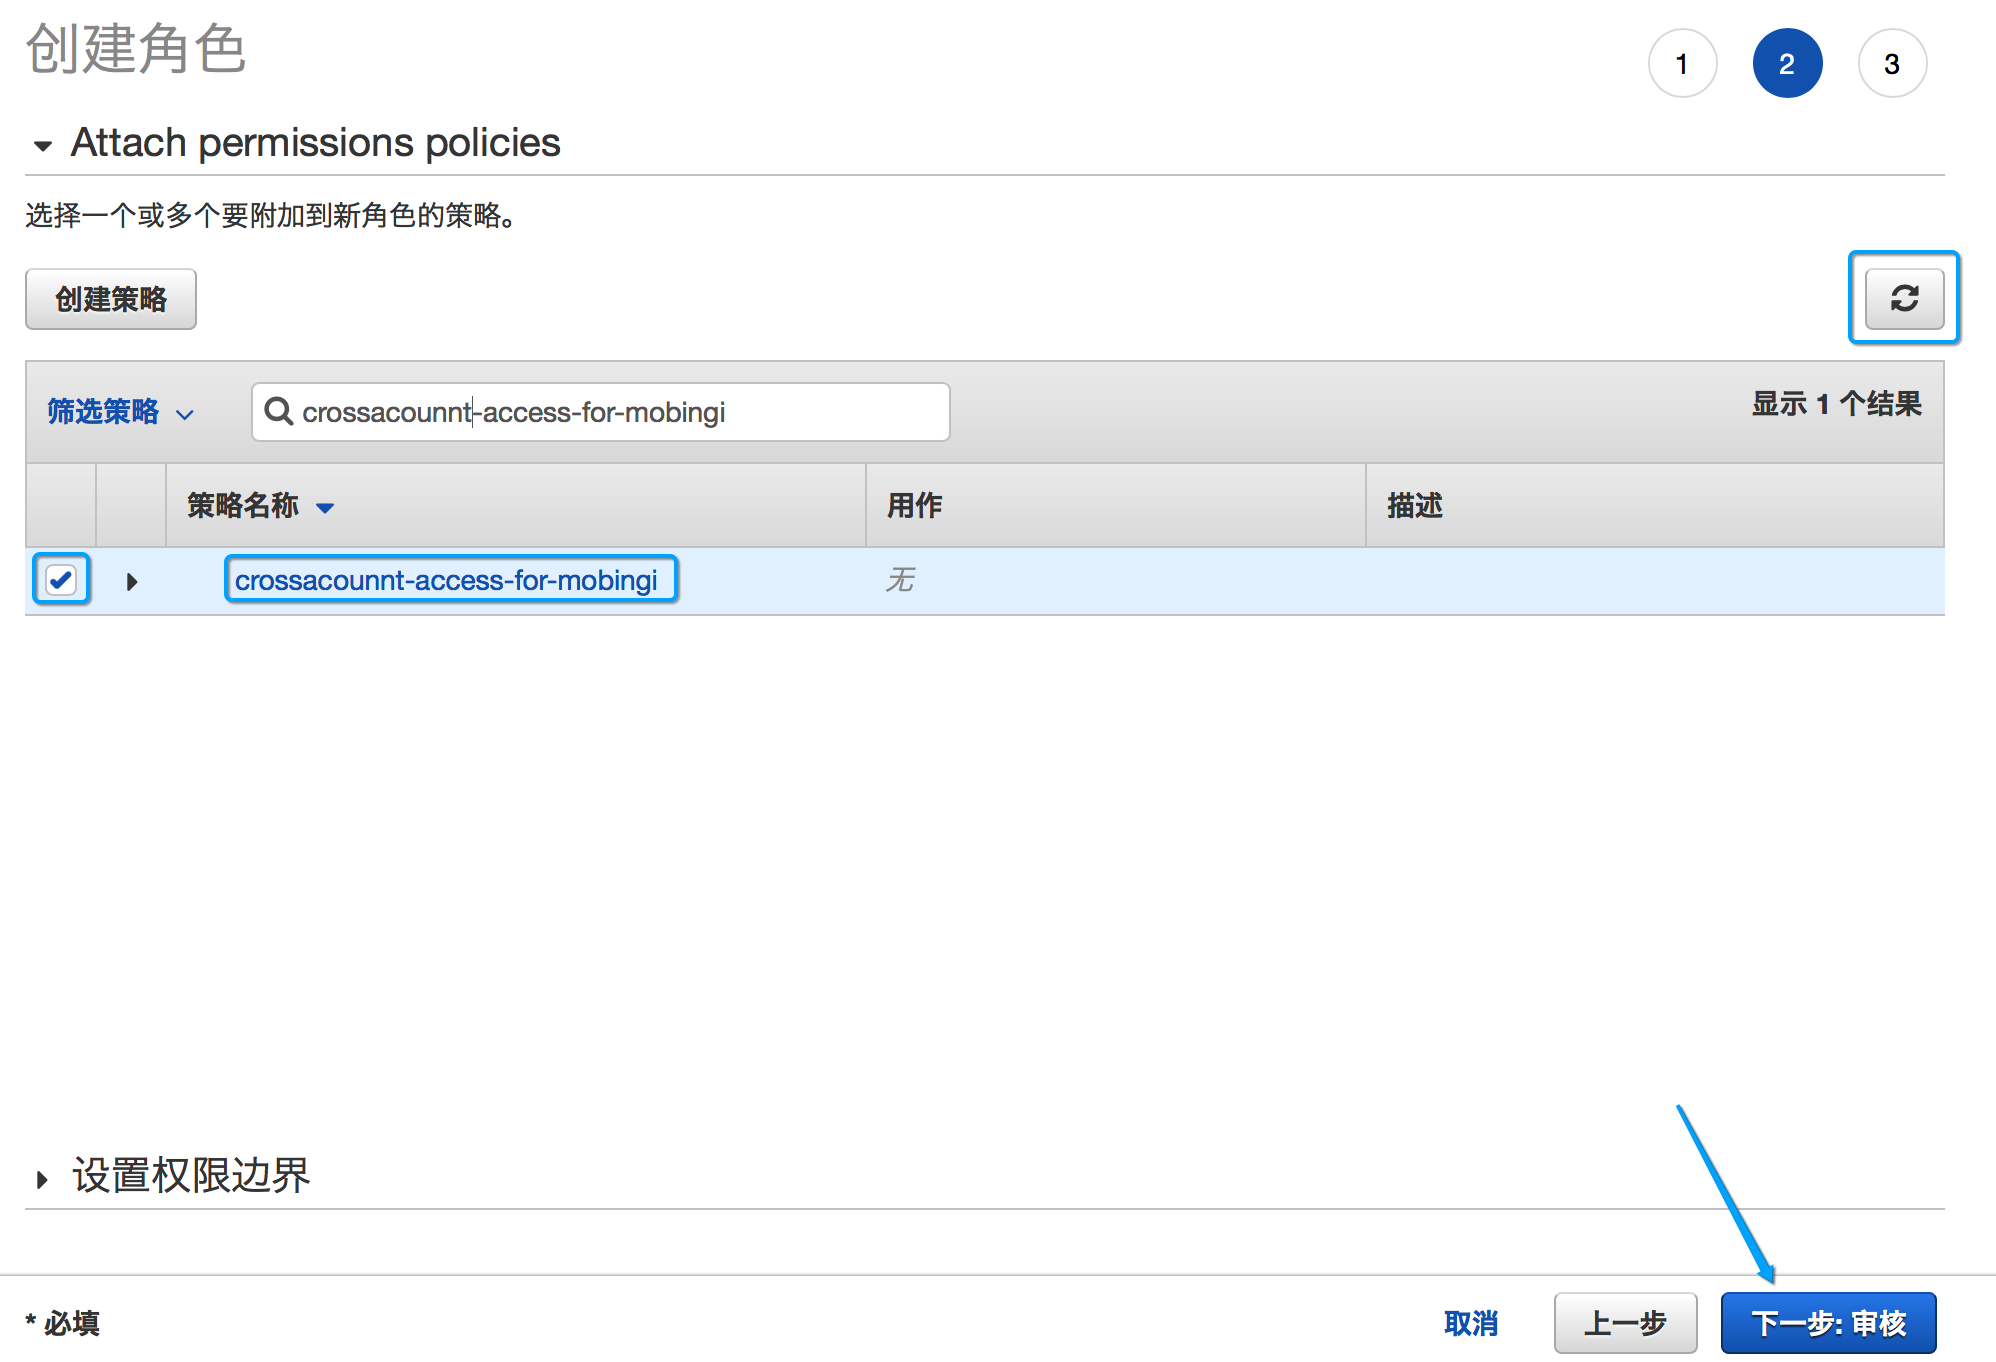 创建角色
1 2 3
Attach permissions policies
选择一个或多个要附加到新角色的策略。
创建策略
筛选策略 crossacounnt-access-for-mobingi 显示 1 个结果
策略名称 用作 描述
crossacounnt-access-for-mobingi 无
设置权限边界
* 必填 取消 上一步 下一步: 审核